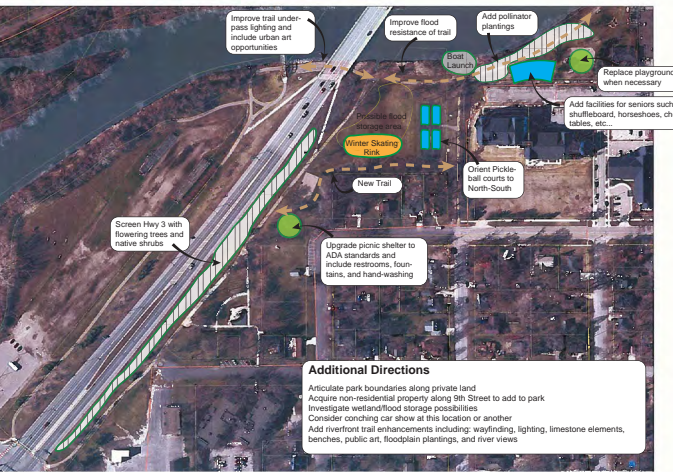 Improve trail under-
pass lighting and
include urban art
opportunities
Improve flood
resistance of trail
Add pollinator
plantings
Boat
Launch
Replace playground
when necessary
Add facilities for seniors such
shuffleboard, horseshoes,
tables, etc...
Possible flood
storage area
Winter Skating
Rink
Orient Pickle-
ball courts to
North-South
New Trail
Screen Hwy 3 with
flowering trees and
native shrubs
Upgrade picnic shelter to
ADA standards and
include restrooms, foun-
tains, and hand-washing
Additional Directions
Articulate park boundaries along private land
Acquire non-residential property along 9th Street to add to park
Investigate wetland/flood storage possibilities
Consider conching car show at this location or another
Add riverfront trail enhancements including: wayfinding, lighting, limestone elements,
benches, public art, floodplain plantings, and river views